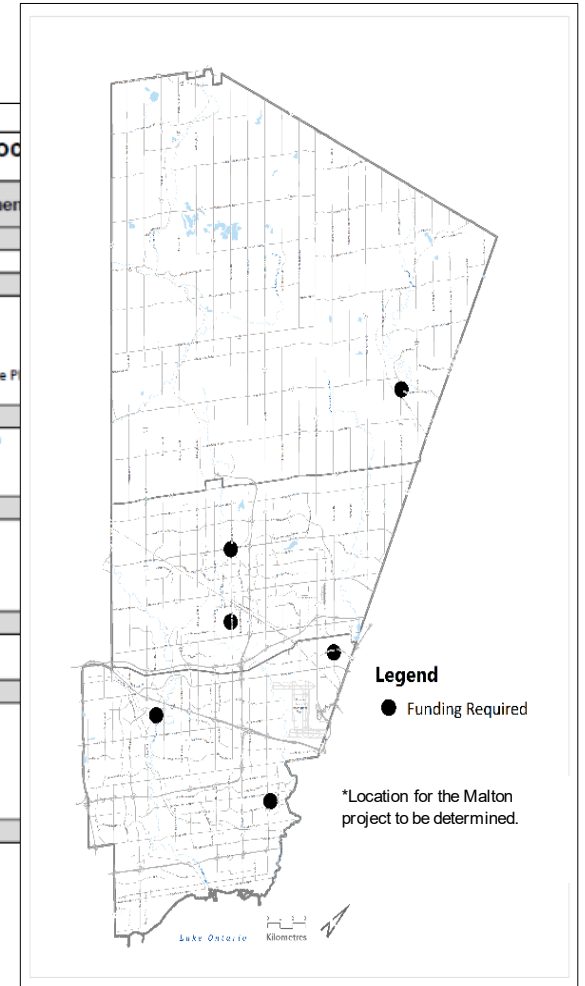 Legend
Funding Required
*Location for the Malton
project to be determined.
Lake Ontario
Kilometres